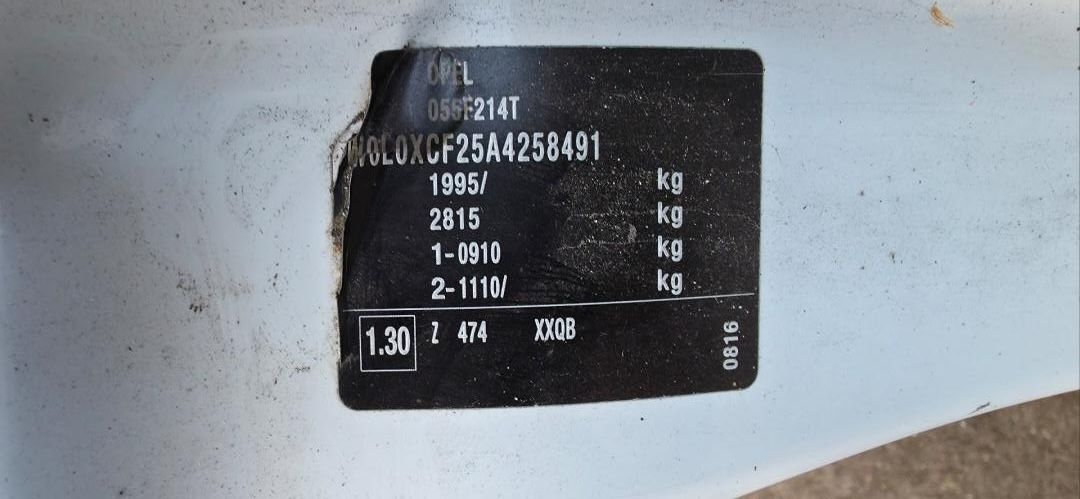 OPEL
055F214T
W0L0XCF25A4258491
1995/ kg
2815 kg
1-0910 kg
2-1110/ kg
1.30 Z 474 XXQB
0816